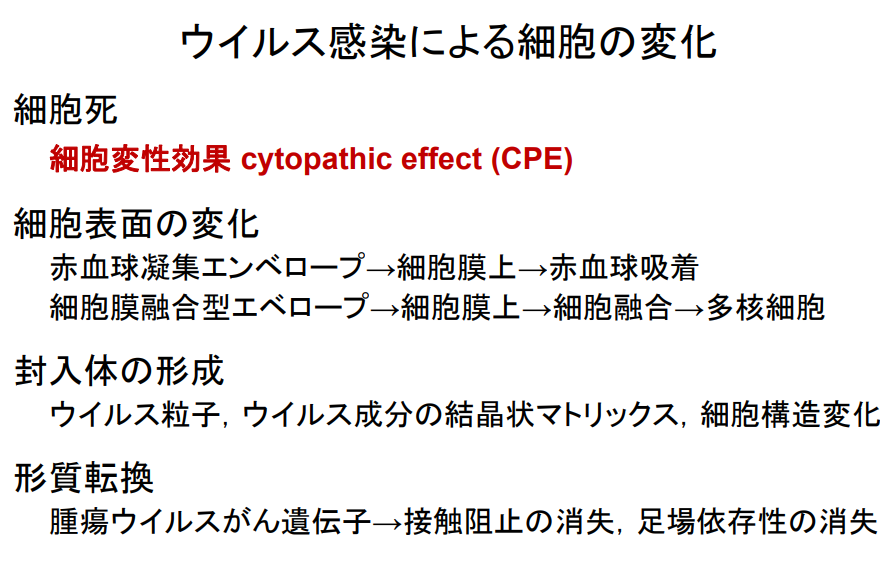 ウイルス感染による細胞の変化
細胞死
細胞変性効果 cytopathic effect (CPE)
細胞表面の変化
赤血球凝集エンベロープ→細胞膜上→赤血球吸着
細胞膜融合型エベロープ→細胞膜上→細胞融合→多核細胞
封入体の形成
ウイルス粒子, ウイルス成分の結晶状マトリックス, 細胞構造変化
形質転換
腫瘍ウイルスがん遺伝子→接触阻止の消失, 足場依存性の消失